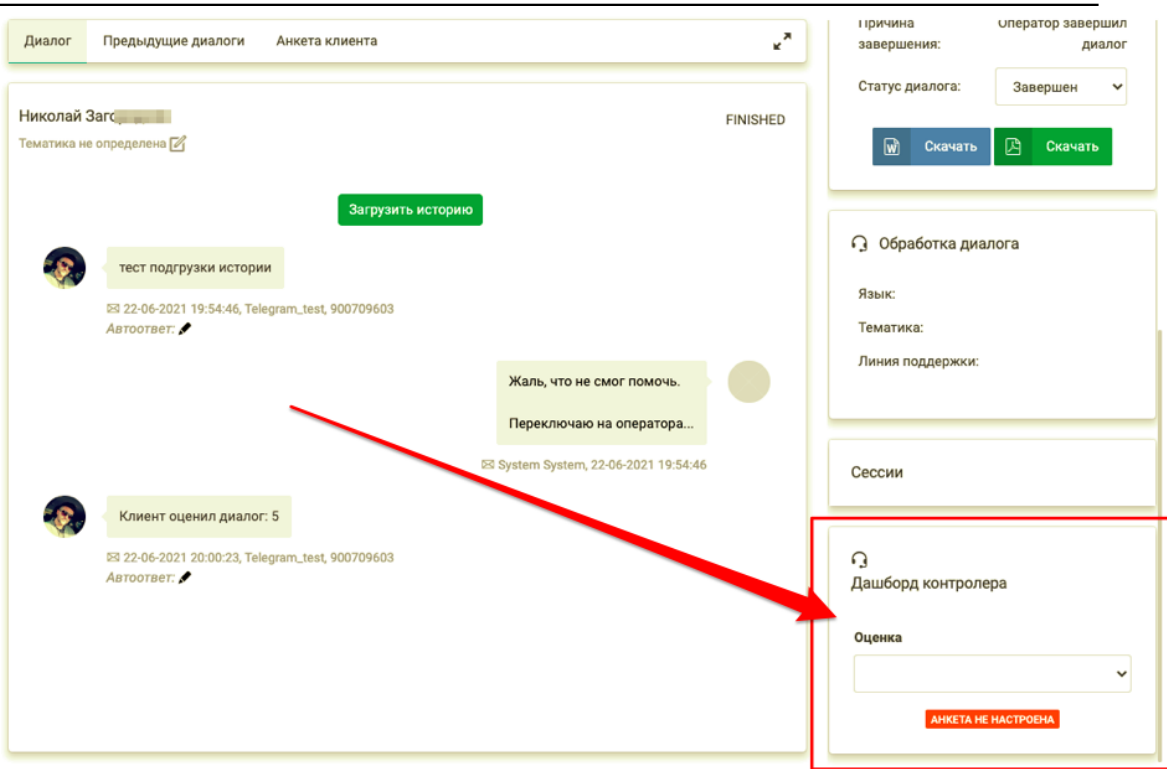 Диалог
Предыдущие диалоги
Анкета клиента
Николай Заго
FINISHED
Тематика не определена
Загрузить историю
тест подгрузки истории
22-06-2021 19:54:46, Telegram_test, 900709603
Автоответ:
Жаль, что не смог помочь.
Переключаю на оператора...
System System, 22-06-2021 19:54:46
Клиент оценил диалог: 5
22-06-2021 20:00:23, Telegram_test, 900709603
Автоответ:
Причина завершения:
Оператор завершил диалог
Статус диалога:
Завершен
Скачать
Скачать
Обработка диалога
Язык:
Тематика:
Линия поддержки:
Сессии
Дашборд контролера
Оценка
АНКЕТА НЕ НАСТРОЕНА